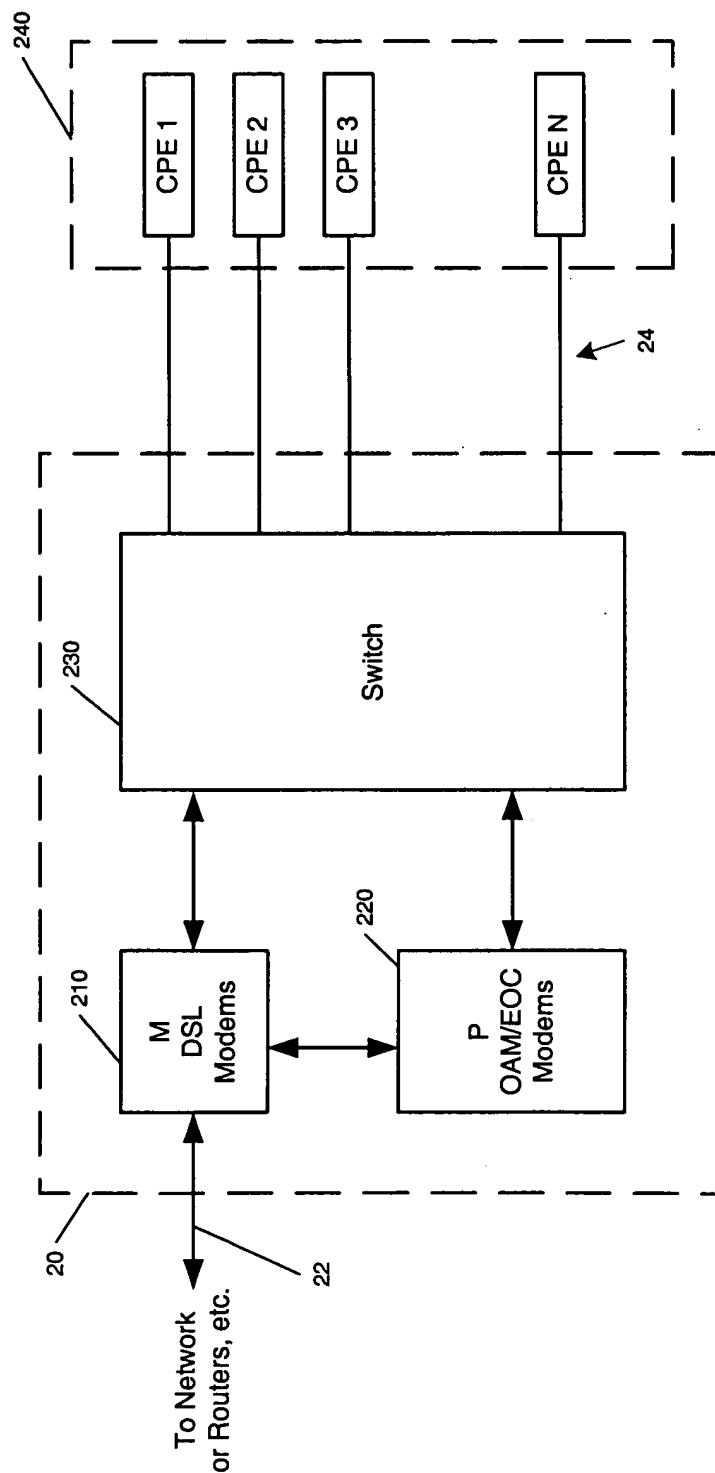 240
CPE 1
CPE 2
CPE 3
CPE N
24
230
Switch
210
M
DSL
Modems
220
P
OAM/EOC
Modems
20
22
To Network
or Routers, etc.